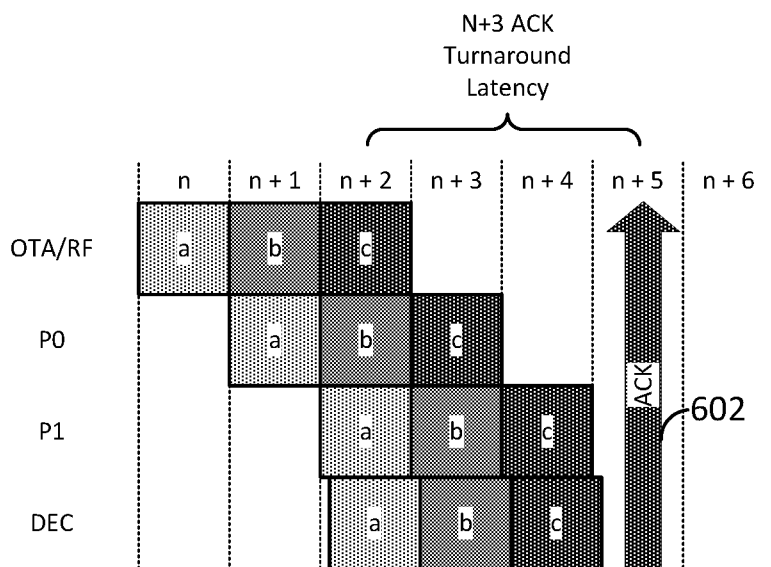 N+3 ACK
Turnaround
Latency
n n + 1 n + 2 n + 3 n + 4 n + 5 n + 6
OTA/RF a b c
P0 a b c
ACK
P1 a b c
602
DEC a b c